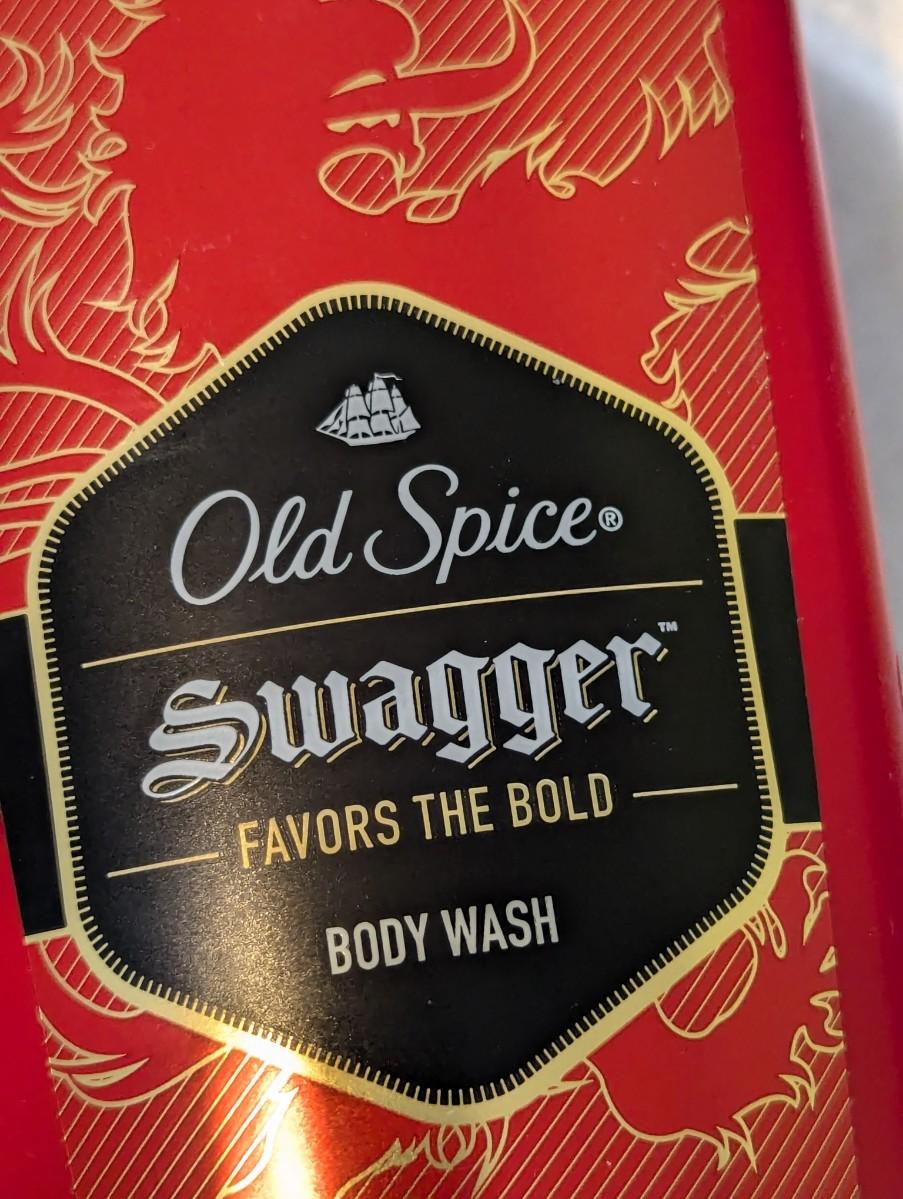 Old Spice®
Swagger™
FAVORS THE BOLD
BODY WASH